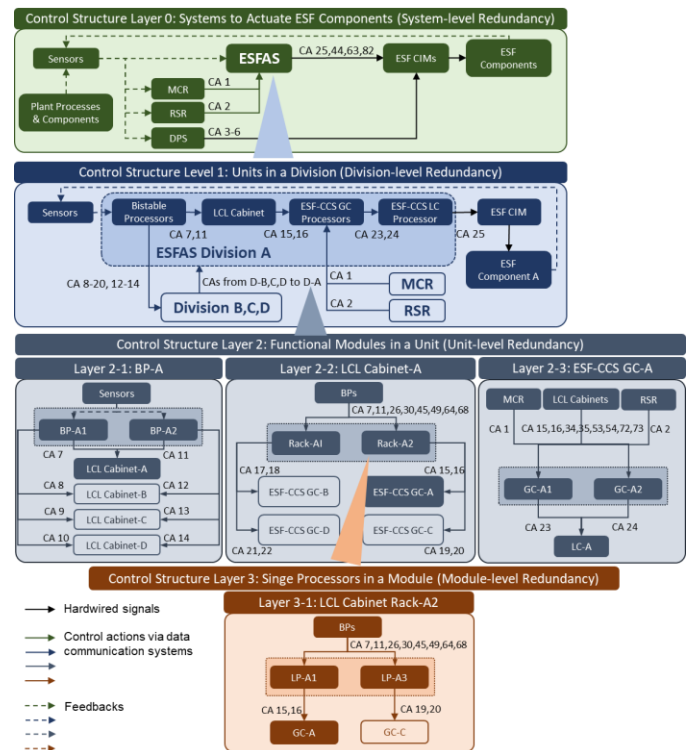 Control Structure Layer 0: Systems to Actuate ESF Components (System-level Redundancy)
Sensors
ESFAS
CA 25,44,63,82
ESF CIMs
ESF
Components
MCR
CA 1
RSR
CA 2
DPS
CA 3-6
Plant Processes
& Components
Control Structure Level 1: Units in a Division (Division-level Redundancy)
Sensors
Bistable
Processors
LCL Cabinet
ESF-CCS GC
Processors
ESF-CCS LC
Processor
ESF CIM
CA 7,11
CA 15,16
CA 23,24
CA 25
ESFAS Division A
ESF
Component A
CA 8-20, 12-14
CAs from D-B,C,D to D-A
Division B,C,D
CA 1
MCR
CA 2
RSR
Control Structure Layer 2: Functional Modules in a Unit (Unit-level Redundancy)
Layer 2-1: BP-A
Sensors
BP-A1
BP-A2
CA 7
CA 11
LCL Cabinet-A
CA 8
LCL Cabinet-B
CA 12
CA 9
LCL Cabinet-C
CA 13
CA 10
LCL Cabinet-D
CA 14
Layer 2-2: LCL Cabinet-A
BPs
CA 7,11,26,30,45,49,64,68
Rack-AI
Rack-A2
CA 17,18
CA 15,16
ESF-CCS GC-B
ESF-CCS GC-A
ESF-CCS GC-D
ESF-CCS GC-C
CA 21,22
CA 19,20
Layer 2-3: ESF-CCS GC-A
MCR
LCL Cabinets
RSR
CA 1
CA 15,16,34,35,53,54,72,73
CA 2
GC-A1
GC-A2
CA 23
CA 24
LC-A
Control Structure Layer 3: Singe Processors in a Module (Module-level Redundancy)
Layer 3-1: LCL Cabinet Rack-A2
BPs
CA 7,11,26,30,45,49,64,68
LP-A1
LP-A3
CA 15,16
CA 19,20
GC-A
GC-C
Hardwired signals
Control actions via data
communication systems
Feedbacks